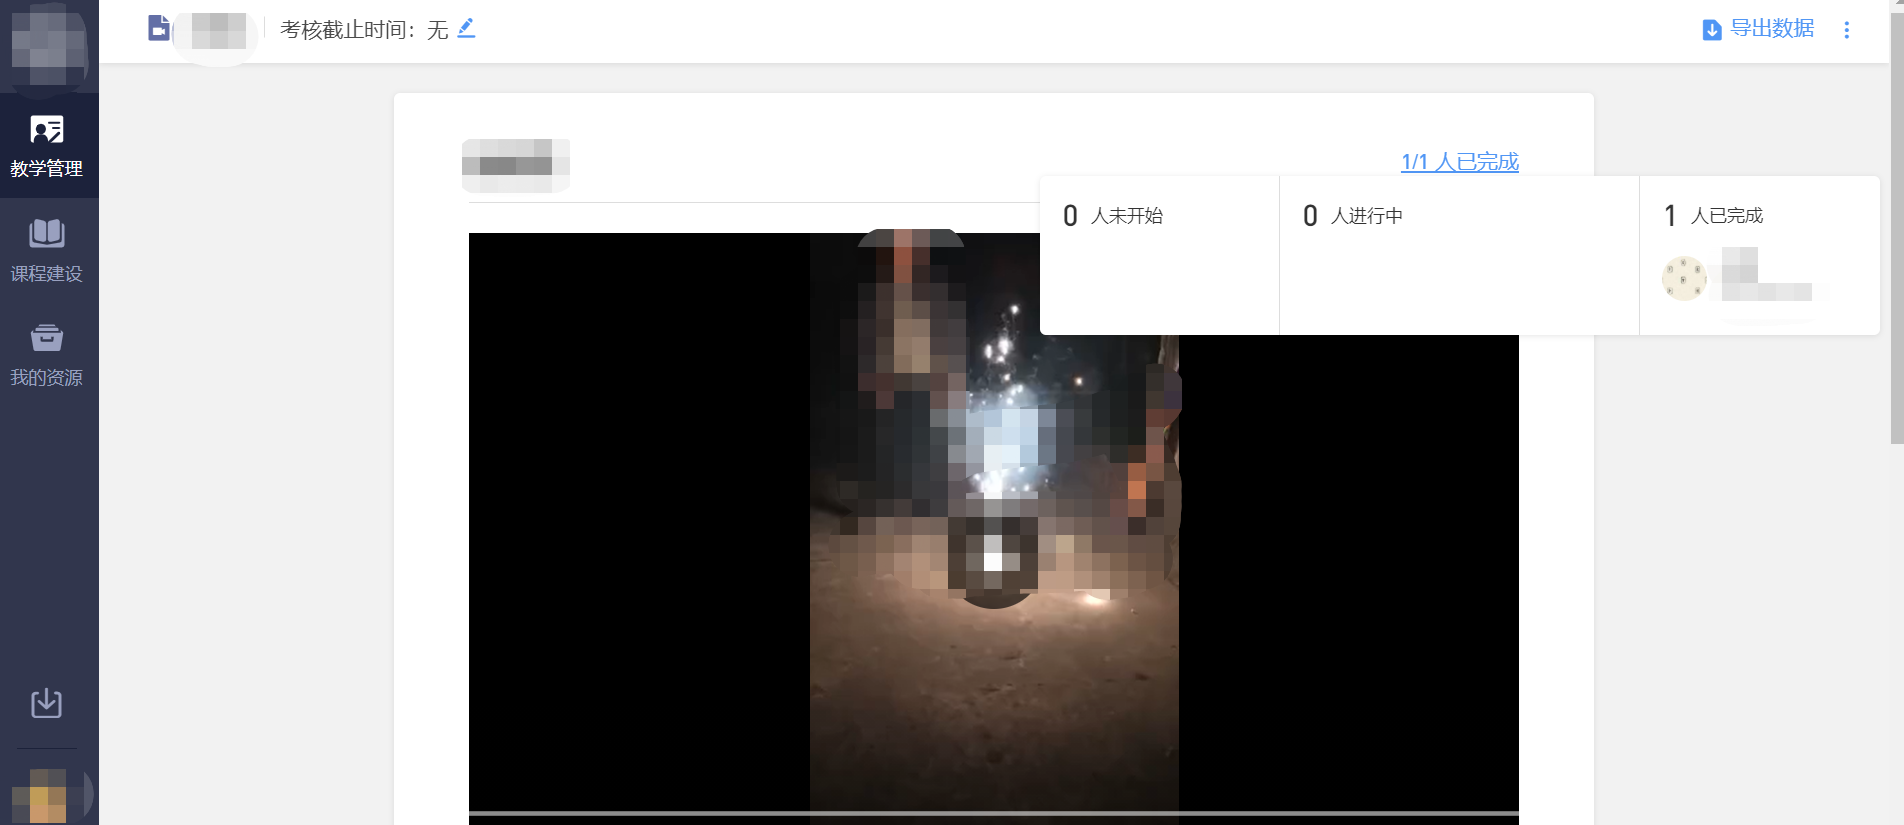 考核截止时间：无
导出数据
教学管理
课程建设
我的资源
1/1 人已完成
0 人未开始
0 人进行中
1 人已完成